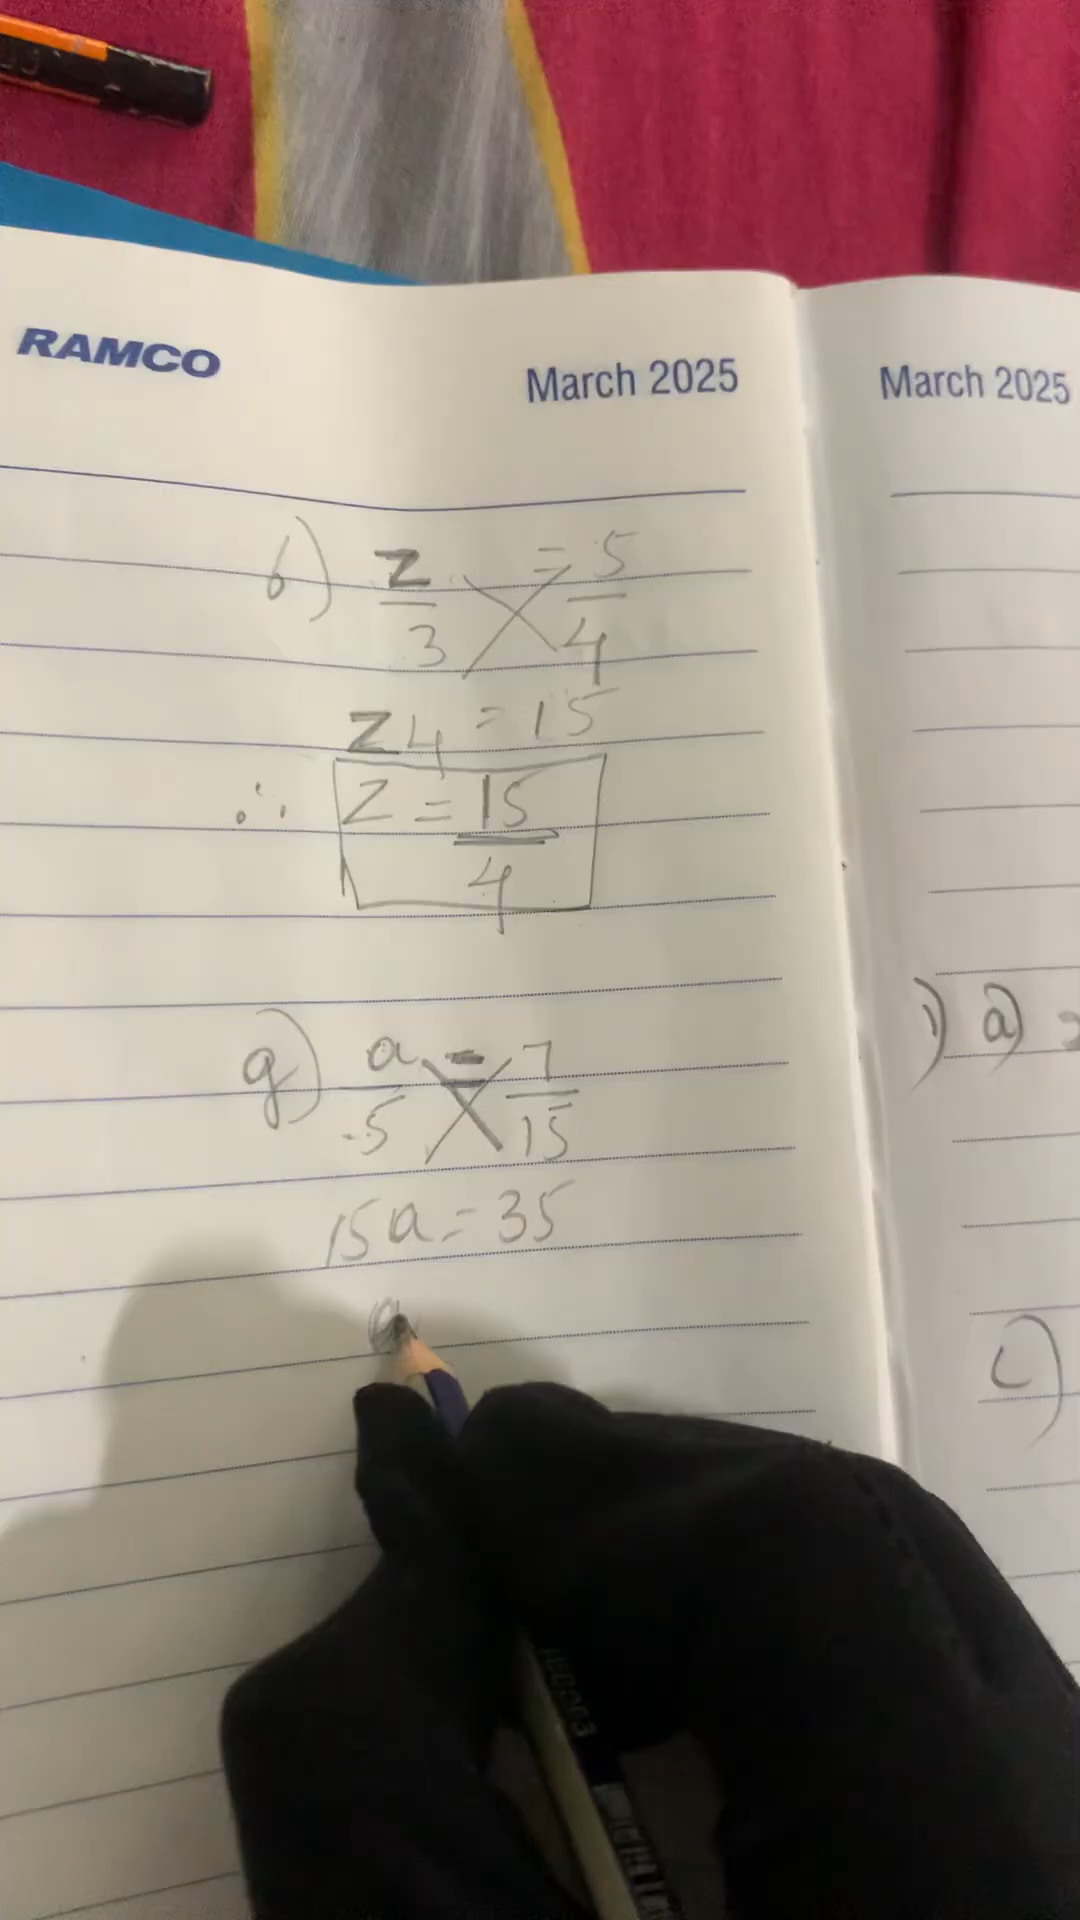 RAMCO March 2025
b) z/3 = 5/4
z4 = 15
∴ z = 15/4
g) a/5 = 7/15
15a = 35
a
March 2025
1) a)
c)